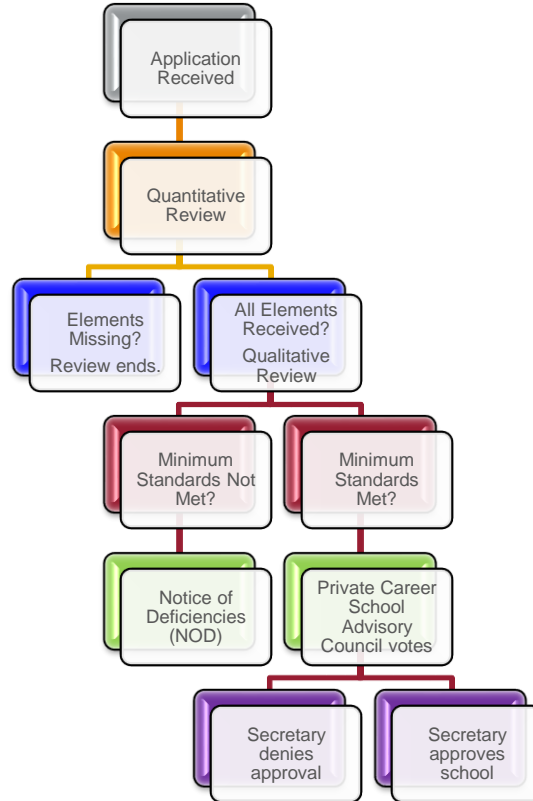 Application
Received
Quantitative
Review
Elements
Missing?
Review ends.
All Elements
Received?
Qualitative
Review
Minimum
Standards Not
Met?
Minimum
Standards
Met?
Notice of
Deficiencies
(NOD)
Private Career
School
Advisory
Council votes
Secretary
denies
approval
Secretary
approves
school